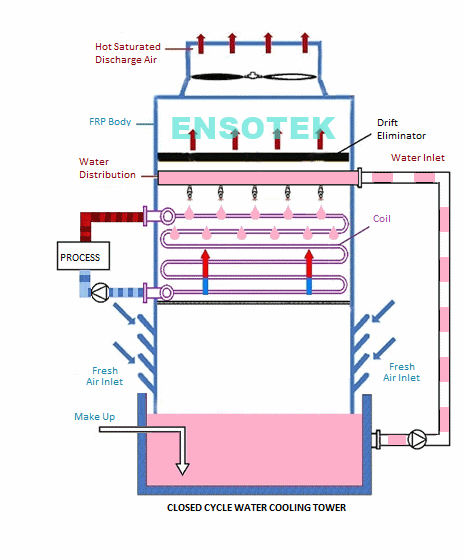 Hot Saturated
Discharge Air
FRP Body
ENSOTEK
Drift
Eliminator
Water
Distribution
Water Inlet
Coil
PROCESS
Fresh
Air Inlet
Fresh
Air Inlet
Make Up
CLOSED CYCLE WATER COOLING TOWER